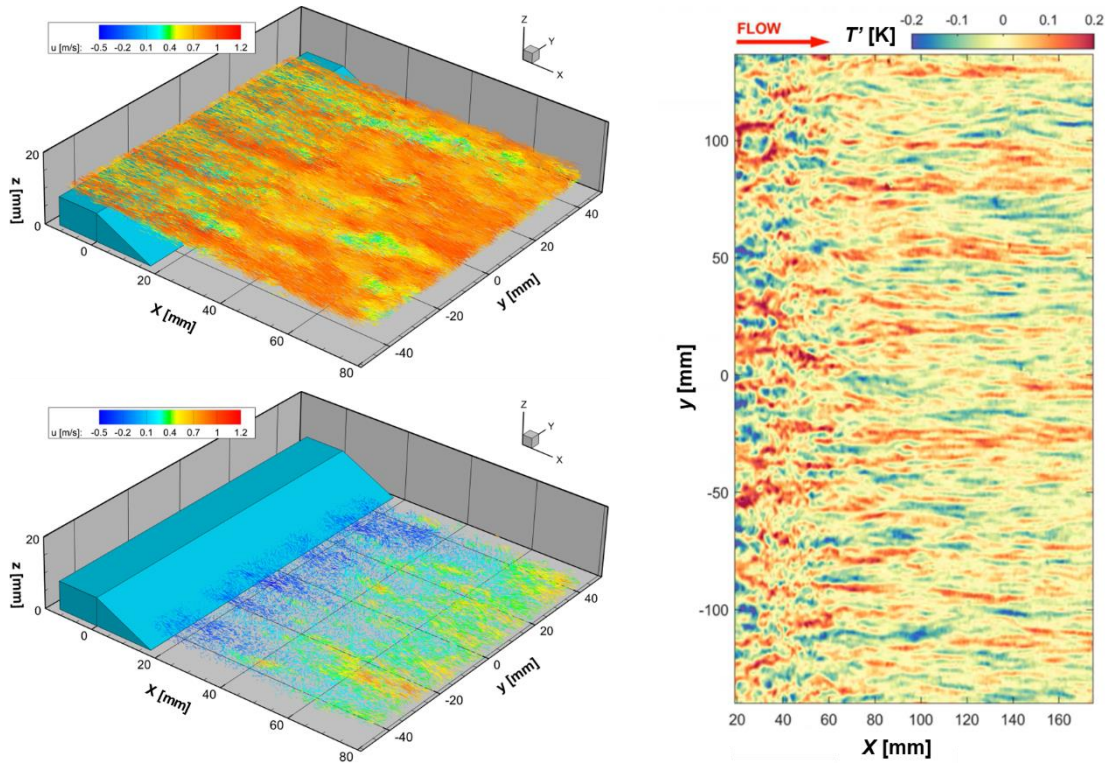 u [m/s]: -0.5 -0.2 0.1 0.4 0.7 1 1.2
Z
Y
X
20
z [mm]
0
0
20
40
60
80
X [mm]
-40
-20
0
20
40
y [mm]
u [m/s]: -0.5 -0.2 0.1 0.4 0.7 1 1.2
Z
Y
X
20
z [mm]
0
0
20
40
60
80
X [mm]
-40
-20
0
20
40
y [mm]
FLOW
T' [K]
-0.2 -0.1 0 0.1 0.2
100
50
0
-50
-100
y [mm]
20 40 60 80 100 120 140 160
X [mm]